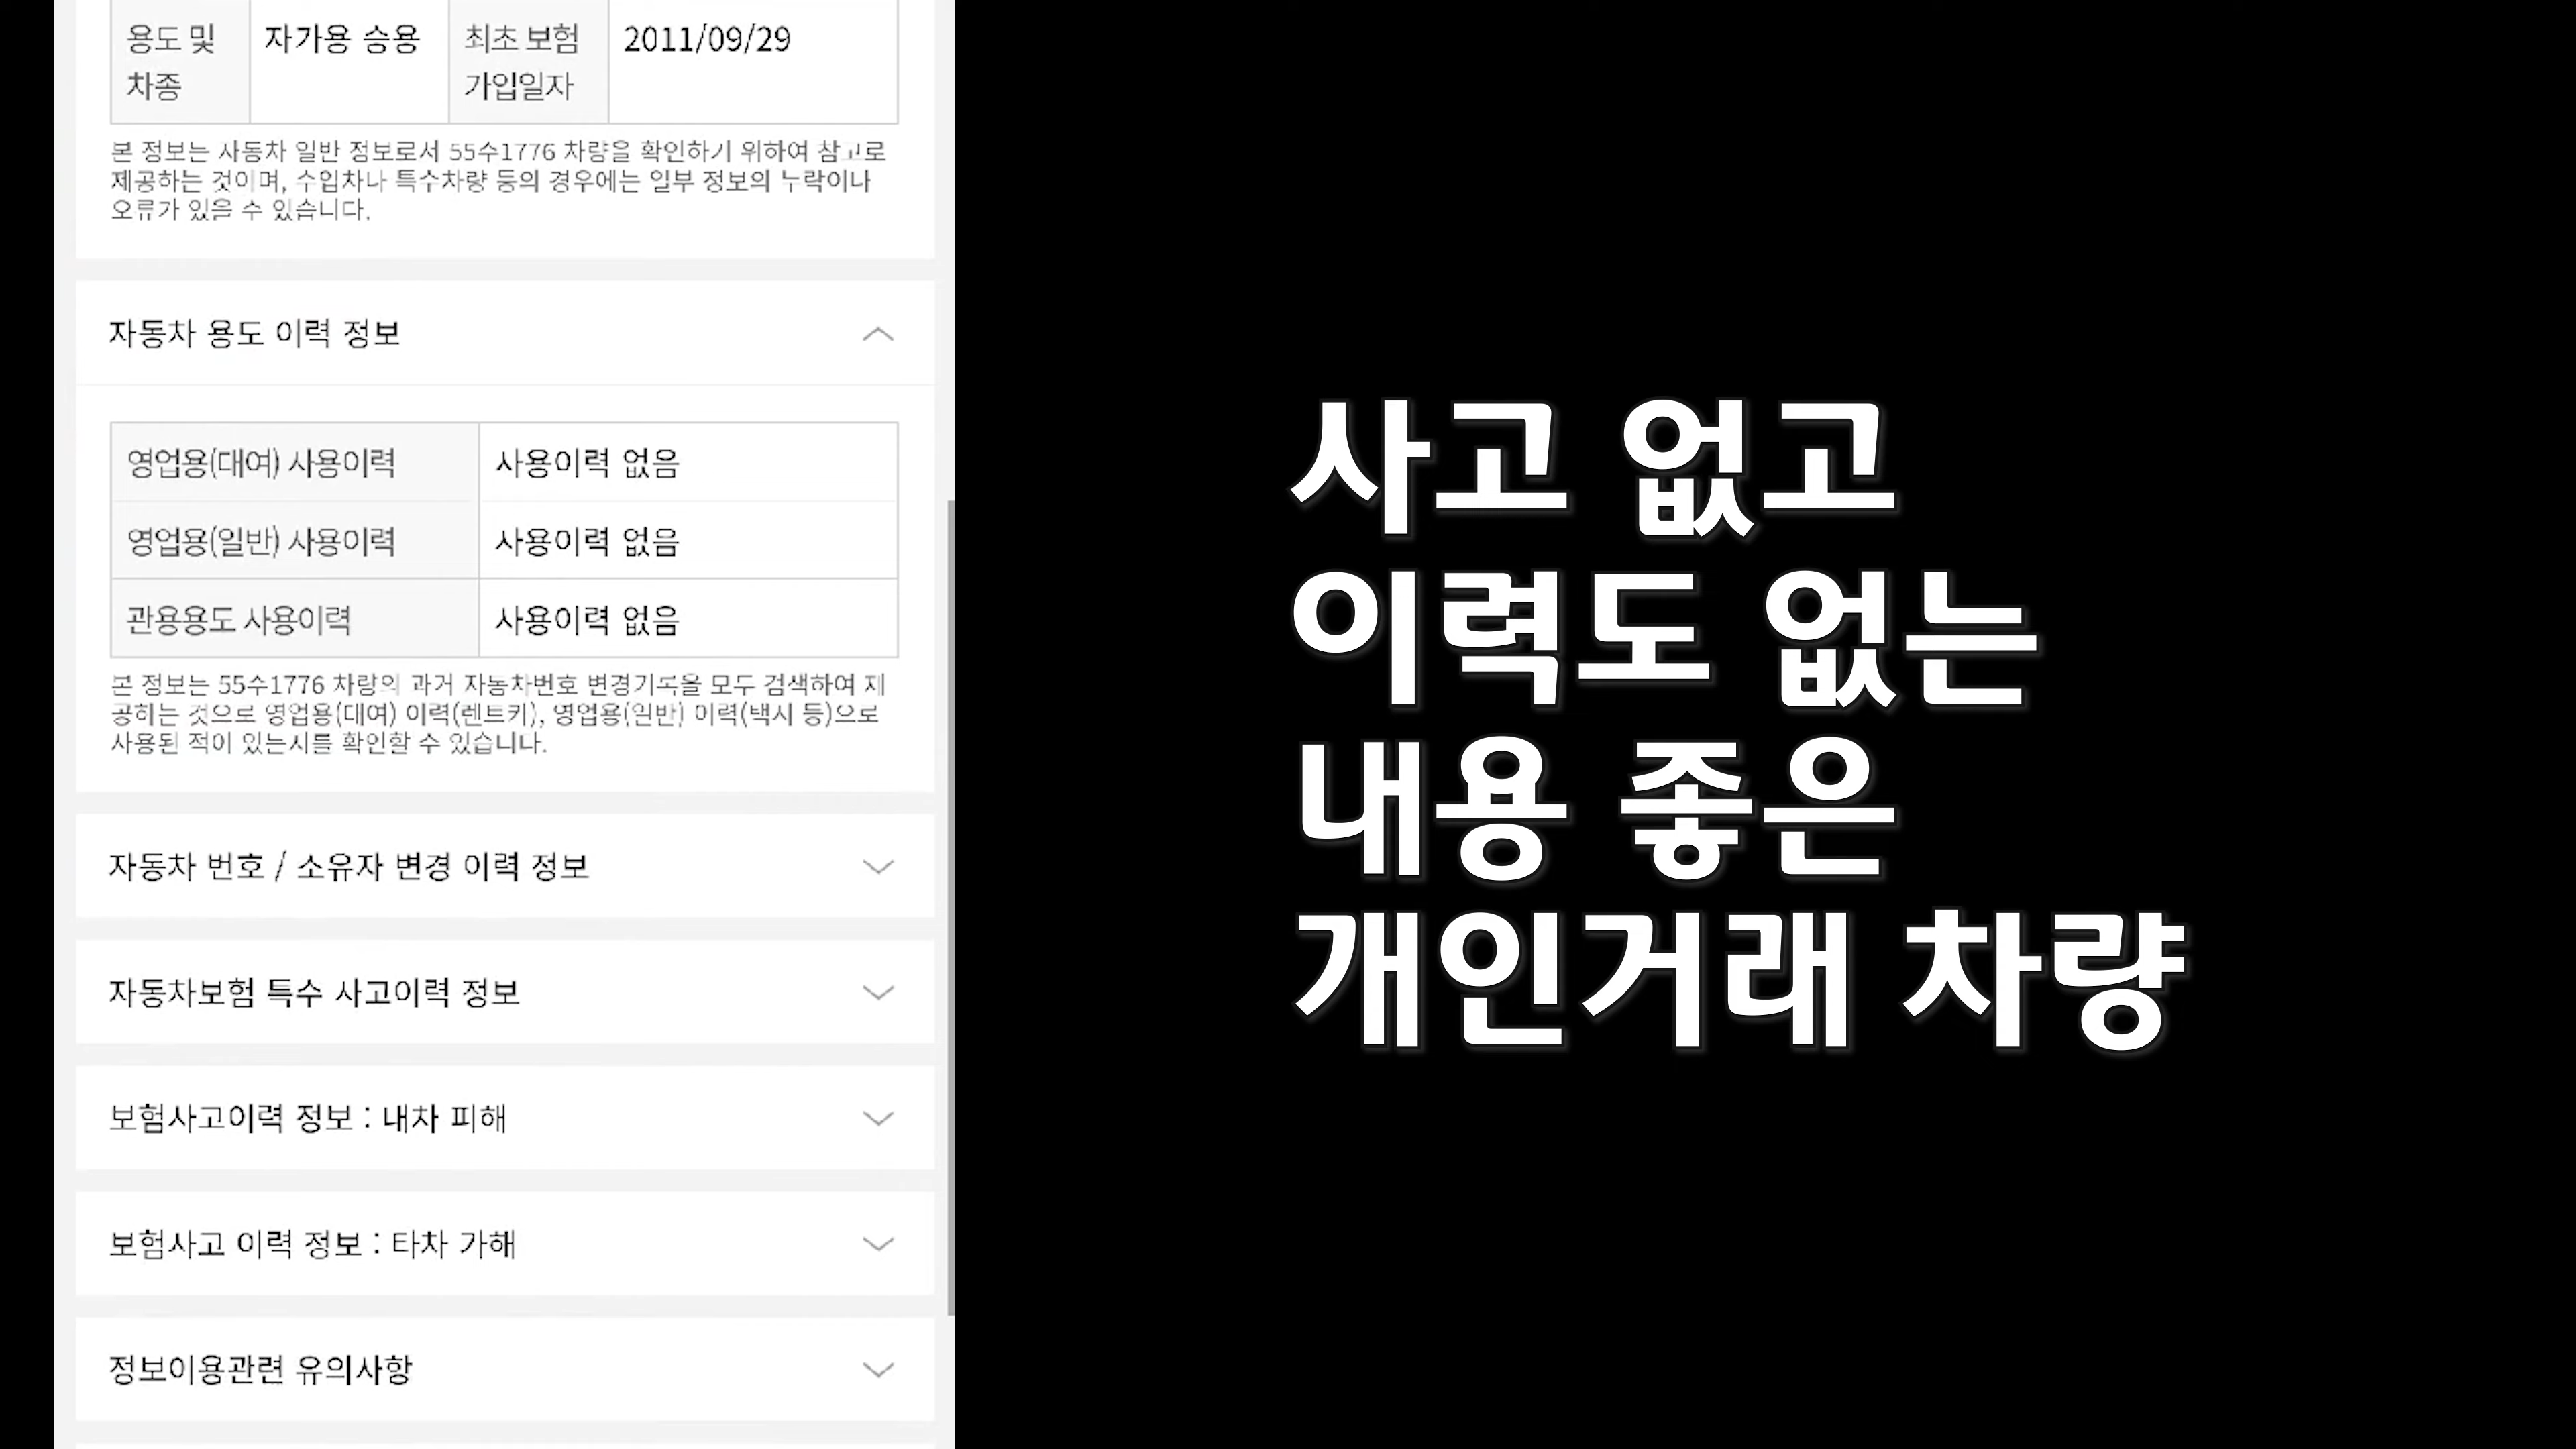 용도 및
차종
자가용 승용
최초 보험
가입일자
2011/09/29
본 정보는 사동차 일반 정보로서 55수1776 차량을 확인하기 위하여 참고로
제공하는 것이며, 수입차나 특수차량 등의 경우에는 일부 정보의 누락이나
오류가 있을 수 있습니다.
자동차 용도 이력 정보
영업용(대여) 사용이력 사용이력 없음
영업용(일반) 사용이력 사용이력 없음
관용용도 사용이력 사용이력 없음
본 정보는 55수1776 차량의 과거 자동차번호 변경기록을 모두 검색하여 제
공하는 것으로 영업용(대여) 이력(렌트카), 영업용(일반) 이력(택시 등)으로
사용된 적이 있는지를 확인할 수 있습니다.
자동차 번호 / 소유자 변경 이력 정보
자동차보험 특수 사고이력 정보
보험사고이력 정보 : 내차 피해
보험사고 이력 정보 : 타차 가해
정보이용관련 유의사항
사고 없고
이력도 없는
내용 좋은
개인거래 차량